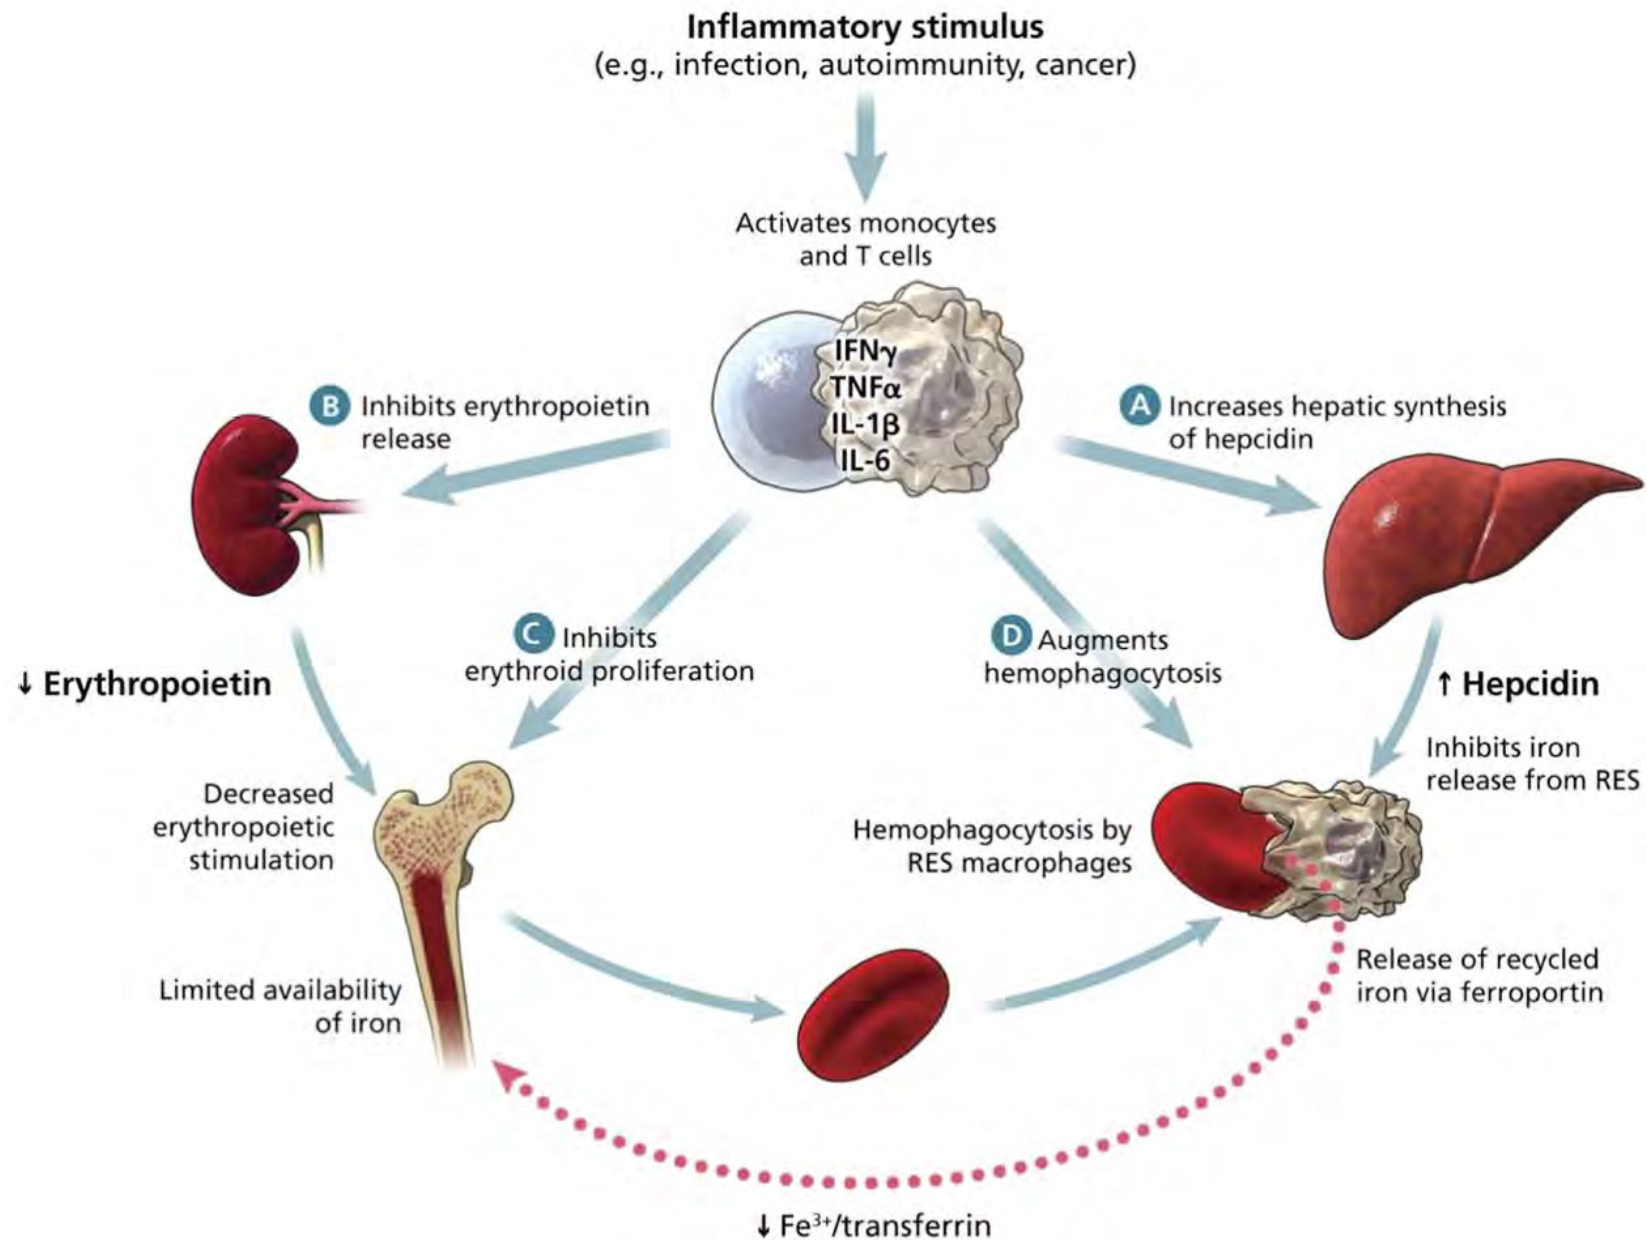 Inflammatory stimulus
(e.g., infection, autoimmunity, cancer)
Activates monocytes
and T cells
IFNγ
TNFα
IL-1β
IL-6
B Inhibits erythropoietin
release
A Increases hepatic synthesis
of hepcidin
C Inhibits
erythroid proliferation
D Augments
hemophagocytosis
↓ Erythropoietin
↑ Hepcidin
Inhibits iron
release from RES
Decreased
erythropoietic
stimulation
Hemophagocytosis by
RES macrophages
Limited availability
of iron
Release of recycled
iron via ferroportin
↓ Fe³⁺/transferrin